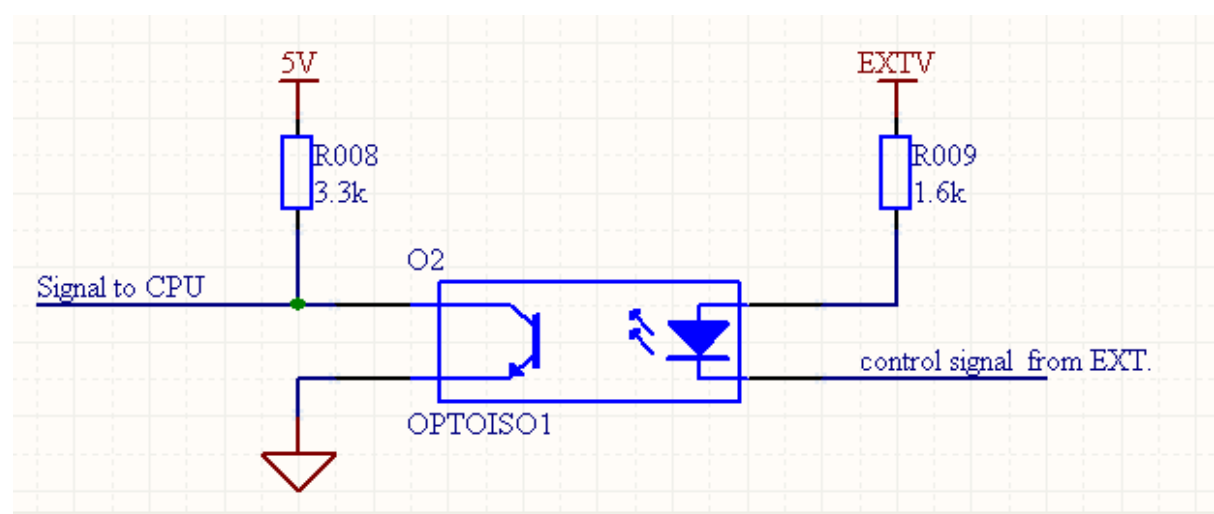 5V
EXTV
R008
3.3k
R009
1.6k
O2
Signal to CPU
control signal from EXT.
OPTOISO1